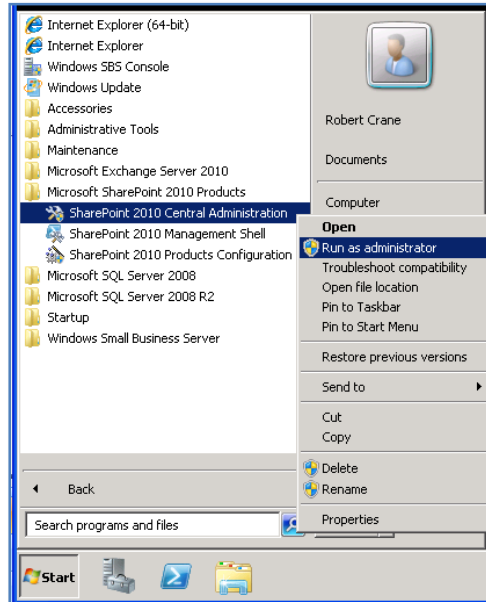 Internet Explorer (64-bit)
Internet Explorer
Windows SBS Console
Windows Update
Accessories
Administrative Tools
Maintenance
Microsoft Exchange Server 2010
Microsoft SharePoint 2010 Products
SharePoint 2010 Central Administration
SharePoint 2010 Management Shell
SharePoint 2010 Products Configuration
Microsoft SQL Server 2008
Microsoft SQL Server 2008 R2
Startup
Windows Small Business Server
Back
Search programs and files
Robert Crane
Documents
Computer
Open
Run as administrator
Troubleshoot compatibility
Open file location
Pin to Taskbar
Pin to Start Menu
Restore previous versions
Send to
Cut
Copy
Delete
Rename
Properties
Start